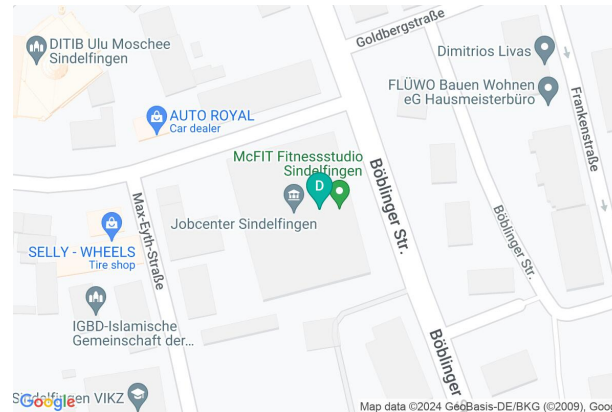 Goldbergstraße
DITIB Ulu Moschee
Sindelfingen
Dimitrios Livas
FLÜWO Bauen Wohnen
eG Hausmeisterbüro
Frankenstraße
AUTO ROYAL
Car dealer
McFIT Fitnessstudio
Sindelfingen
D
Jobcenter Sindelfingen
Böblinger Str.
Böblinger Str.
Max-Eyth-Straße
SELLY - WHEELS
Tire shop
IGBD-Islamische
Gemeinschaft der...
Böblinger
Sindelfingen VIKZ
Google
Map data ©2024 GeoBasis-DE/BKG (©2009), Goog